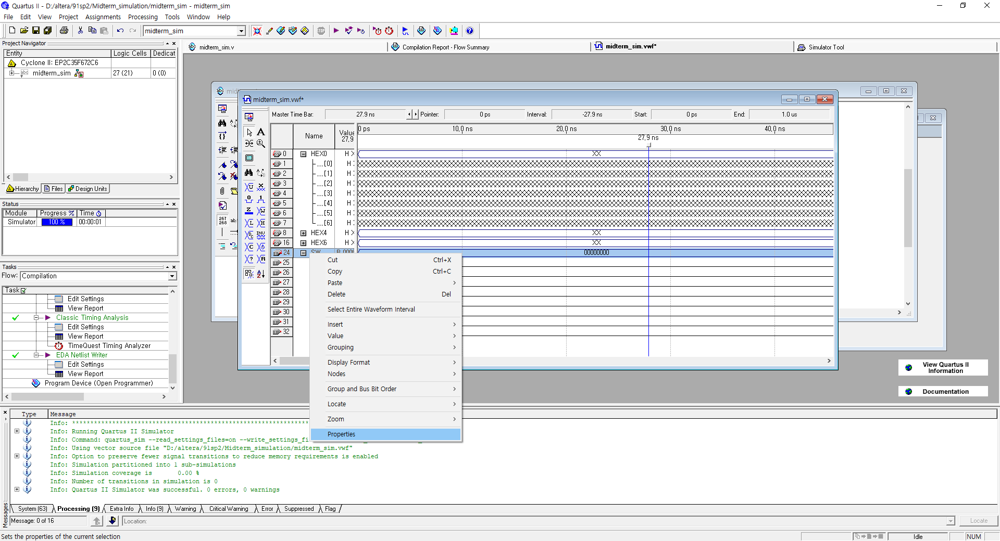 Quartus II - D:/altera/91sp2/Midterm_simulation/midterm_sim - midterm_sim
File Edit View Project Assignments Processing Tools Window Help
midterm_sim
Project Navigator
Entity Logic Cells Dedicat
Cyclone II: EP2C35F672C6
midterm_sim 27 (21) 0 (0)
Hierarchy Files Design Units
Status
Module Progress % Time
Simulator 100 % 00:00:01
Tasks
Flow: Compilation
Task
Edit Settings
View Report
Classic Timing Analysis
Edit Settings
View Report
TimeQuest Timing Analyzer
EDA Netlist Writer
Edit Settings
View Report
Program Device (Open Programmer)
midterm_sim.v
Compilation Report - Flow Summary
midterm_sim.vwf*
Simulator Tool
midterm_sim.vwf*
Master Time Bar: 27.9 ns Pointer: 0 ps Interval: -27.9 ns Start: 0 ps End: 1.0 us
Name
Value
27.9
0 ps 10.0 ns 20.0 ns 30.0 ns 40.0 ns
27.9 ns
0 HEX0 H X XX
1 ...[0] H
2 ...[1] H
3 ...[2] H
4 ...[3] H
5 ...[4] H
6 ...[5] H
7 ...[6] H
8 HEX4 H X XX
16 HEX6 H X XX
24 SW B 0000 00000000
25
26
27
28
29
30
31
32
Cut Ctrl+X
Copy Ctrl+C
Paste
Delete Del
Select Entire Waveform Interval
Insert
Value
Grouping
Display Format
Nodes
Group and Bus Bit Order
Locate
Zoom
Properties
View Quartus II
Information
Documentation
Type Message
Info: *****************************************************************
Info: Running Quartus II Simulator
Info: Command: quartus_sim --read_settings_files=on --write_settings_fi
Info: Using vector source file "D:/altera/91sp2/Midterm_simulation/midterm_sim.vwf"
Info: Option to preserve fewer signal transitions to reduce memory requirements is enabled
Info: Simulation partitioned into 1 sub-simulations
Info: Simulation coverage is 0.00 %
Info: Number of transitions in simulation is 0
Info: Quartus II Simulator was successful. 0 errors, 0 warnings
System (63) Processing (9) Extra Info Info (9) Warning Critical Warning Error Suppressed Flag
Messages
Message: 0 of 16 Location: Locate
Sets the properties of the current selection Idle NUM